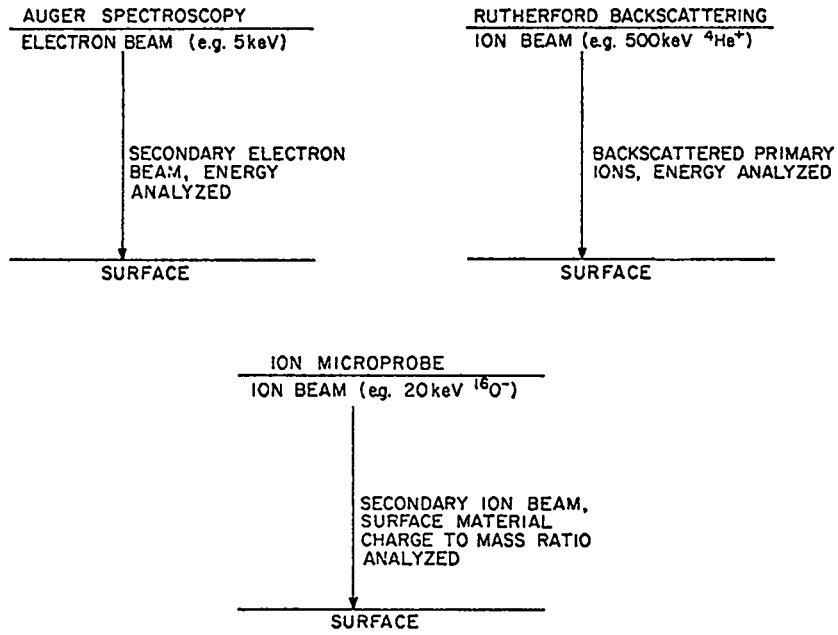 AUGER SPECTROSCOPY
ELECTRON BEAM (e.g. 5keV)
SECONDARY ELECTRON
BEAM, ENERGY
ANALYZED
SURFACE
RUTHERFORD BACKSCATTERING
ION BEAM (e.g. 500keV ⁴He⁺)
BACKSCATTERED PRIMARY
IONS, ENERGY ANALYZED
SURFACE
ION MICROPROBE
ION BEAM (e.g. 20keV ¹⁶O⁻)
SECONDARY ION BEAM,
SURFACE MATERIAL
CHARGE TO MASS RATIO
ANALYZED
SURFACE